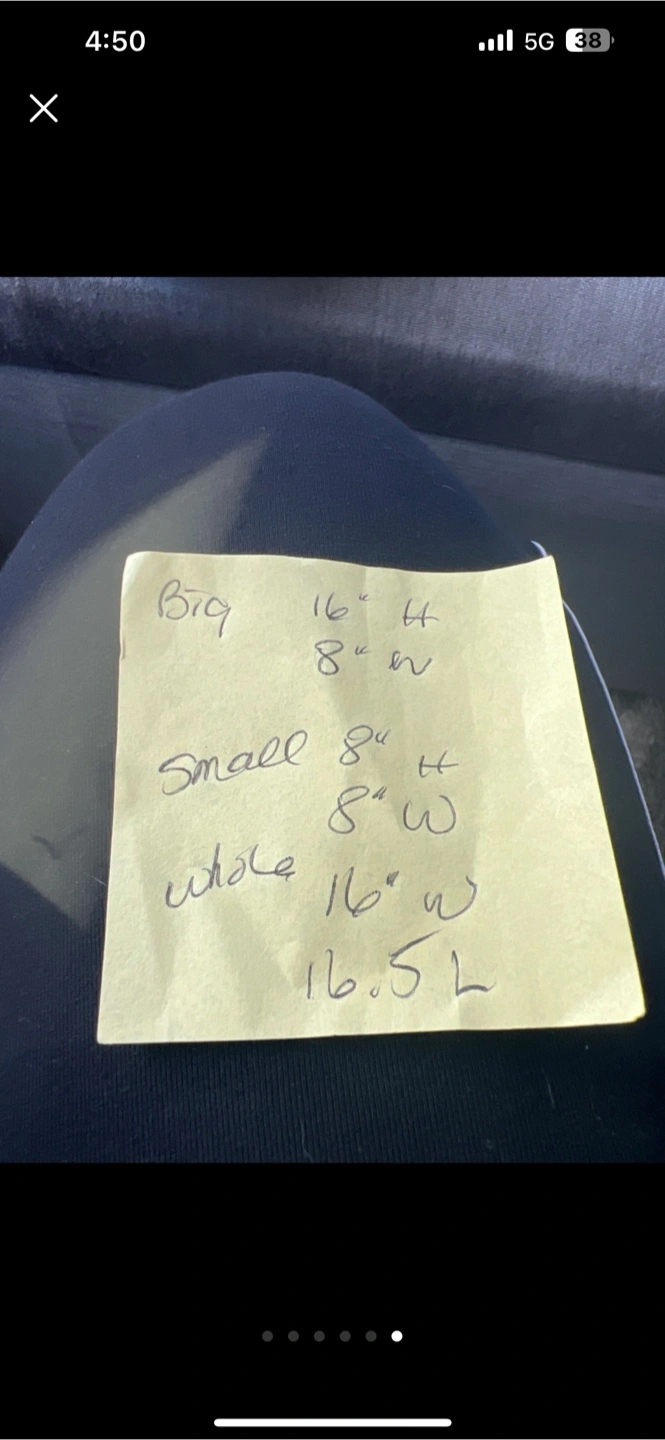 4:50 5G 38
Big 16" H
8" W
Small 8" H
8" W
whole 16" W
16.5 L